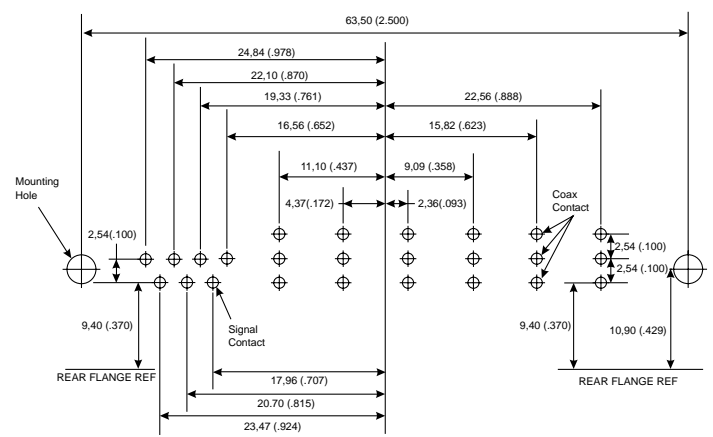 63,50 (2.500)
24,84 (.978)
22,10 (.870)
19,33 (.761)
22,56 (.888)
16,56 (.652)
15,82 (.623)
11,10 (.437)
9,09 (.358)
Mounting
Hole
4,37(.172)
2,36(.093)
Coax
Contact
2,54(.100)
2,54 (.100)
2,54 (.100)
9,40 (.370)
Signal
Contact
9,40 (.370)
10,90 (.429)
REAR FLANGE REF
17,96 (.707)
REAR FLANGE REF
20.70 (.815)
23,47 (.924)